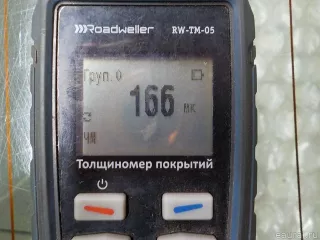 Roadweller RW-TM-05
Груп. 0
166 мк
ЧМ
Толщиномер покрытий